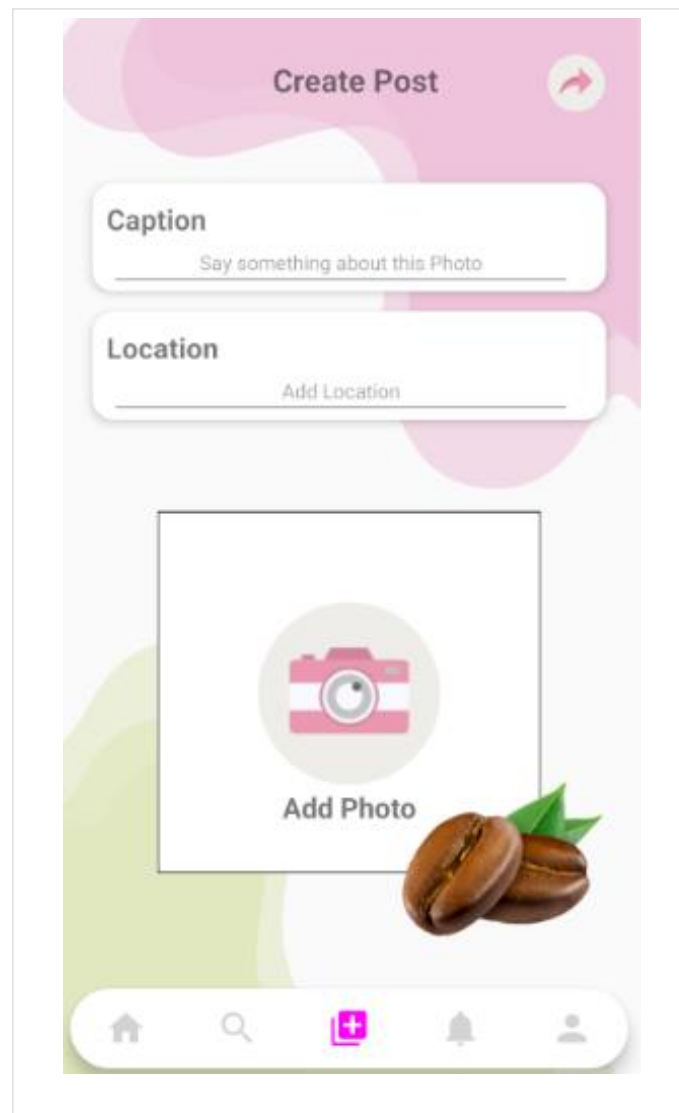 Create Post
Caption
Say something about this Photo
Location
Add Location
Add Photo